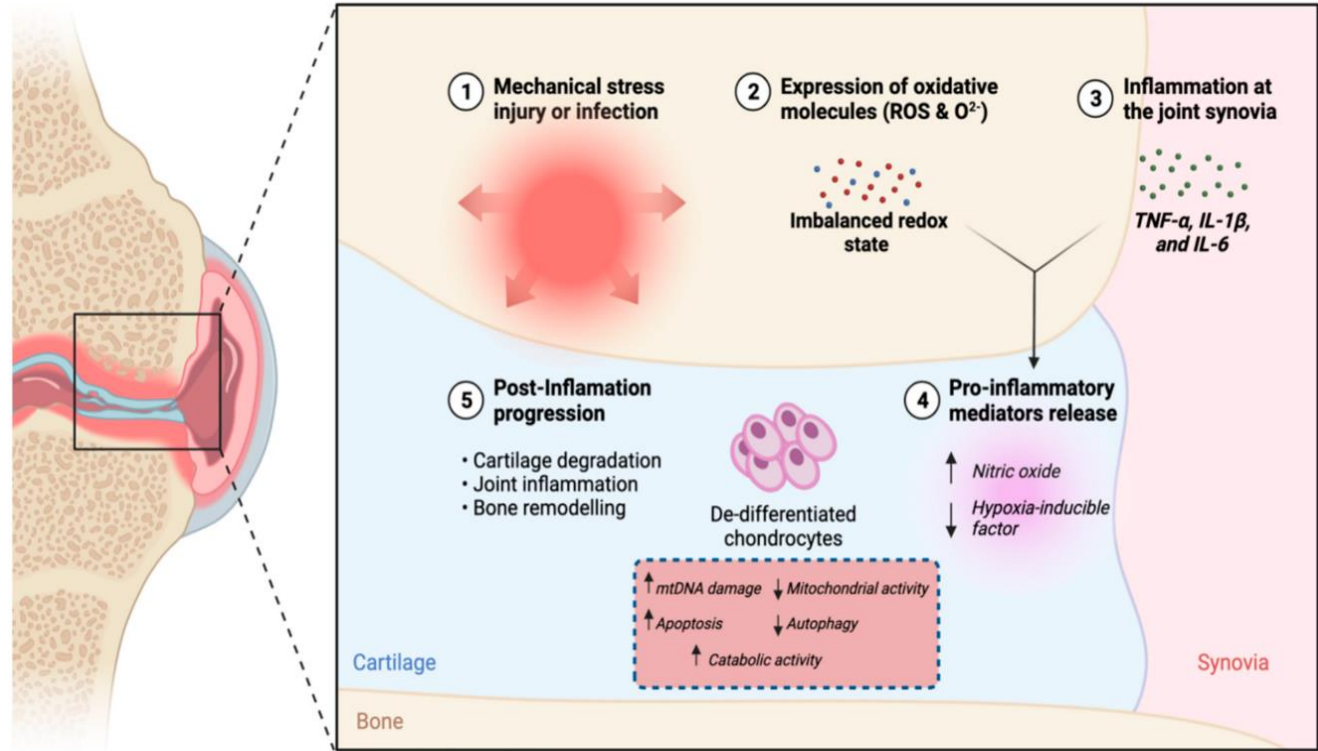 1 Mechanical stress
injury or infection
2 Expression of oxidative
molecules (ROS & O²⁻)
Imbalanced redox
state
3 Inflammation at
the joint synovia
TNF-α, IL-1β,
and IL-6
4 Pro-inflammatory
mediators release
↑ Nitric oxide
↓ Hypoxia-inducible
factor
5 Post-Inflamation
progression
• Cartilage degradation
• Joint inflammation
• Bone remodelling
De-differentiated
chondrocytes
↑ mtDNA damage ↓ Mitochondrial activity
↑ Apoptosis ↓ Autophagy
↑ Catabolic activity
Cartilage
Synovia
Bone